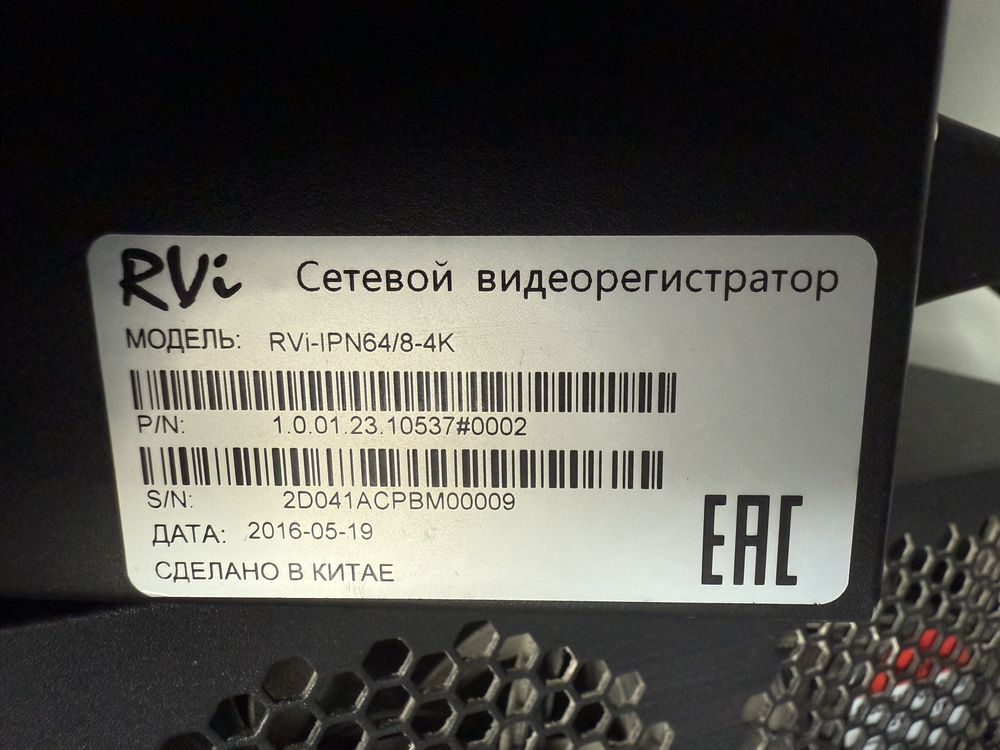 RVi Сетевой видеорегистратор
МОДЕЛЬ: RVi-IPN64/8-4K
P/N: 1.0.01.23.10537#0002
S/N: 2D041ACPBM00009
ДАТА: 2016-05-19
СДЕЛАНО В КИТАЕ
EAC